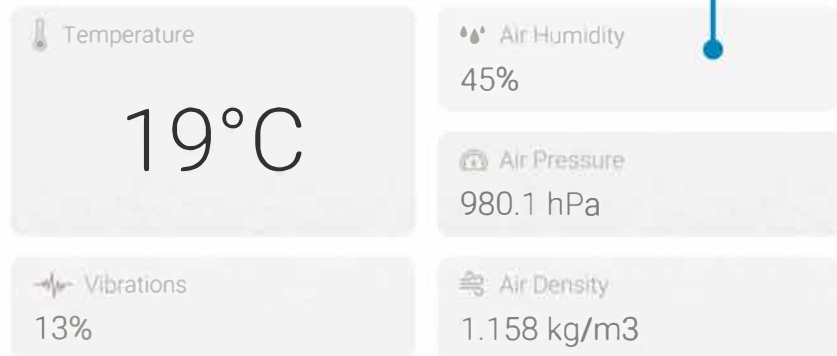 Temperature
19°C
Air Humidity
45%
Air Pressure
980.1 hPa
Vibrations
13%
Air Density
1.158 kg/m3